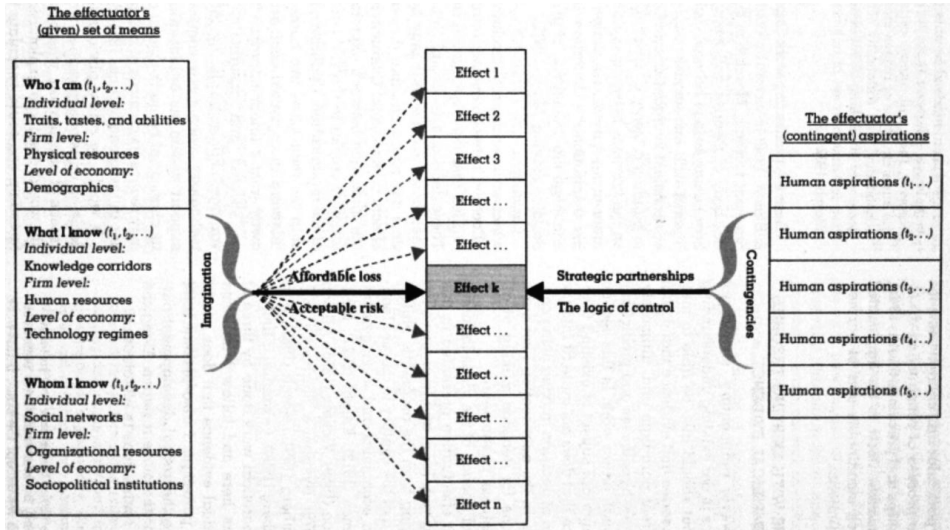 The effectuator's
(given) set of means
Who I am (t₁, t₂, . . .)
Individual level:
Traits, tastes, and abilities
Firm level:
Physical resources
Level of economy:
Demographics
What I know (t₁, t₂, . . .)
Individual level:
Knowledge corridors
Firm level:
Human resources
Level of economy:
Technology regimes
Whom I know (t₁, t₂, . . .)
Individual level:
Social networks
Firm level:
Organizational resources
Level of economy:
Sociopolitical institutions
Imagination
Affordable loss
Acceptable risk
Effect 1
Effect 2
Effect 3
Effect . . .
Effect . . .
Effect k
Effect . . .
Effect . . .
Effect . . .
Effect . . .
Effect n
Strategic partnerships
The logic of control
Contingencies
The effectuator's
(contingent) aspirations
Human aspirations (t₁. . .)
Human aspirations (t₂. . .)
Human aspirations (t₃. . .)
Human aspirations (t₄. . .)
Human aspirations (t₅. . .)